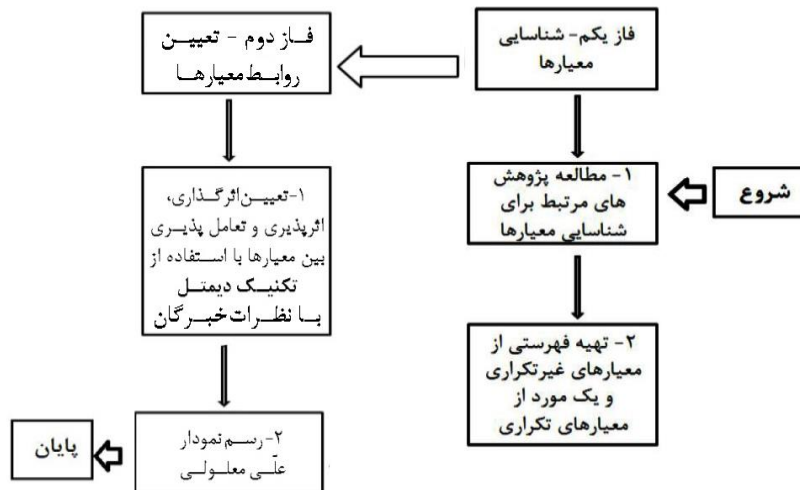 فاز یکم- شناسایی
معیارها
فاز دوم - تعیین
روابط معیارها
شروع
۱- مطالعه پژوهش
های مرتبط برای
شناسایی معیارها
۲- تهیه فهرستی از
معیارهای غیرتکراری
و یک مورد از
معیارهای تکراری
۱-تعیین اثرگذاری،
اثرپذیری و تعامل پذیری
بین معیارها با استفاده از
تکنیک دیمتل
با نظرات خبرگان
۲-رسم نمودار
علّی معلولی
پایان